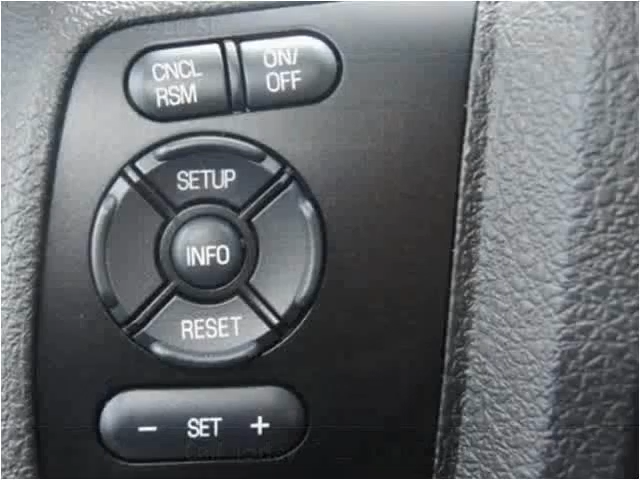 CNCL ON/
RSM OFF
SETUP
INFO
RESET
- SET +